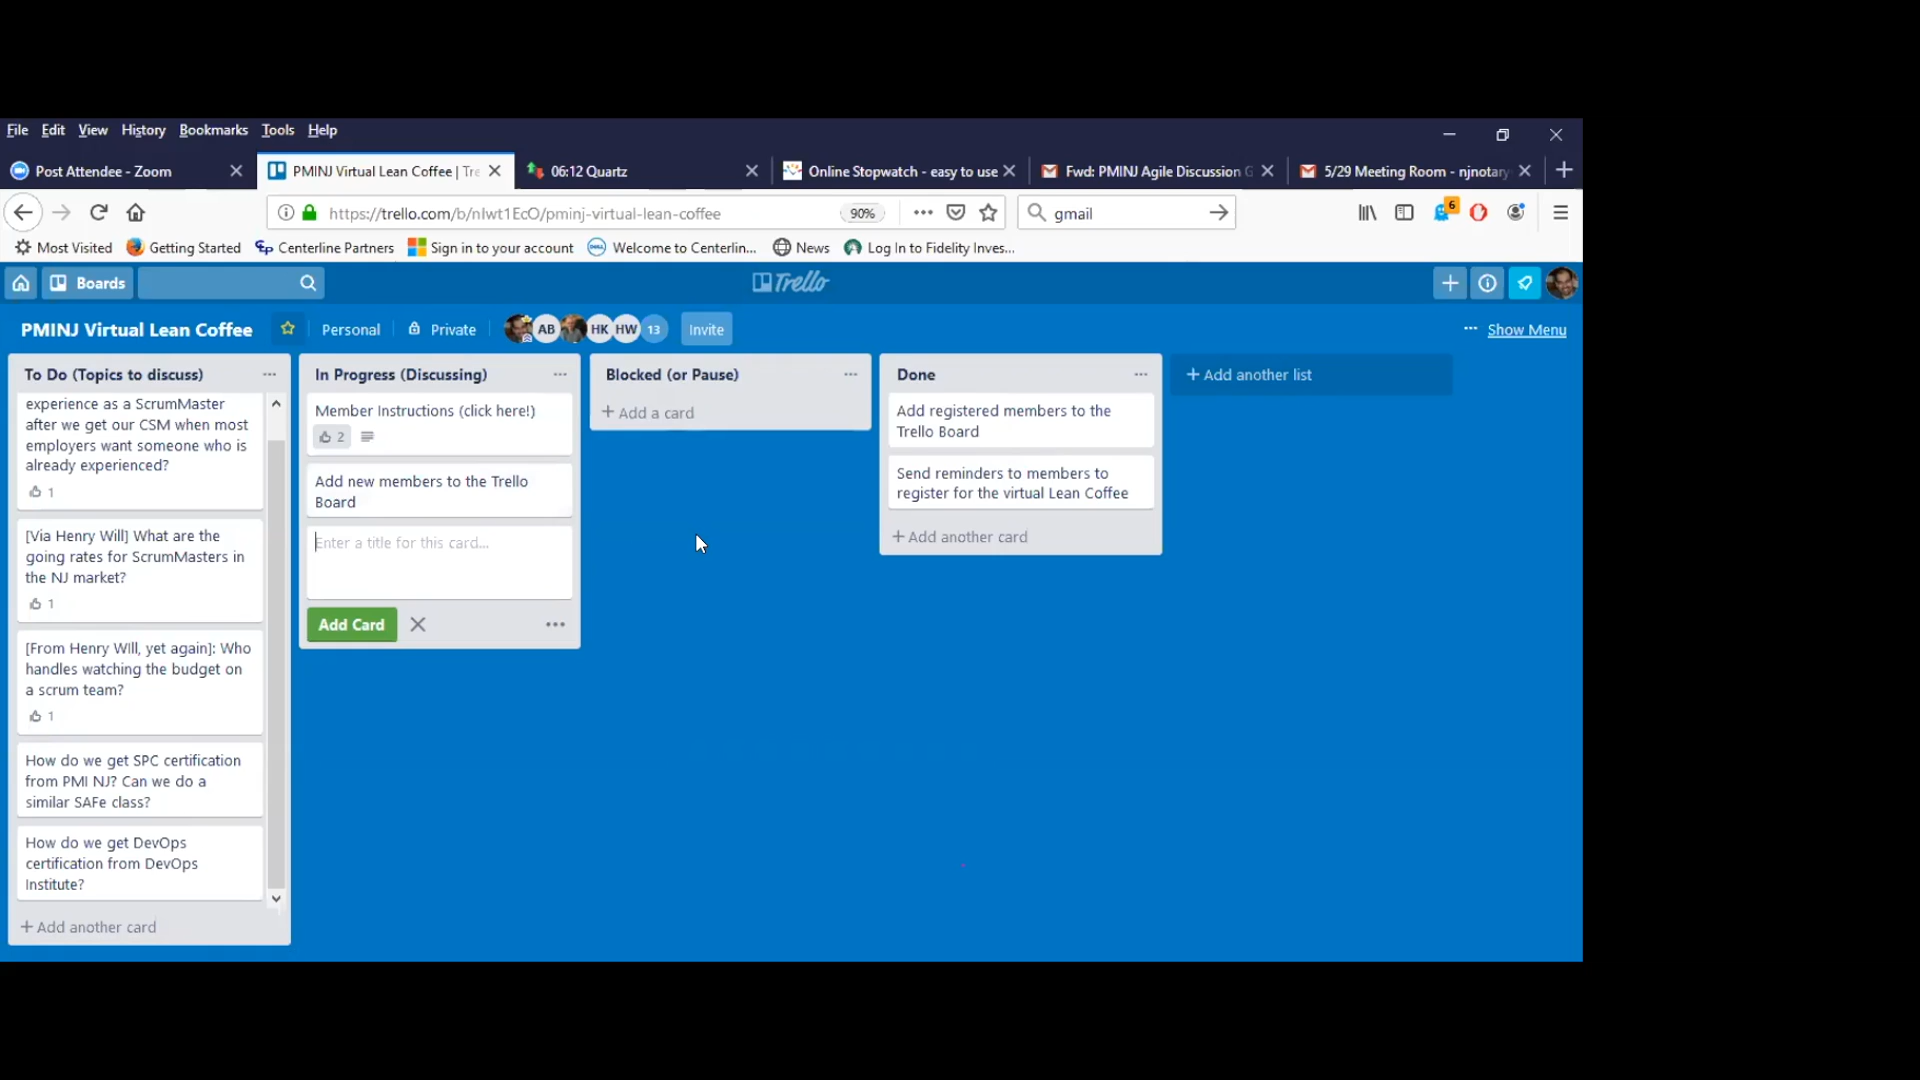 File Edit View History Bookmarks Tools Help
Post Attendee - Zoom
PMINJ Virtual Lean Coffee | Tre
06:12 Quartz
Online Stopwatch - easy to use
Fwd: PMINJ Agile Discussion G
5/29 Meeting Room - njnotary
https://trello.com/b/nIwt1EcO/pminj-virtual-lean-coffee
90%
gmail
6
Most Visited
Getting Started
Centerline Partners
Sign in to your account
Welcome to Centerlin...
News
Log In to Fidelity Inves...
Boards
Trello
PMINJ Virtual Lean Coffee
Personal
Private
AB
HK
HW
13
Invite
Show Menu
To Do (Topics to discuss)
experience as a ScrumMaster
after we get our CSM when most
employers want someone who is
already experienced?
1
[Via Henry Will] What are the
going rates for ScrumMasters in
the NJ market?
1
[From Henry WIll, yet again]: Who
handles watching the budget on
a scrum team?
1
How do we get SPC certification
from PMI NJ? Can we do a
similar SAFe class?
How do we get DevOps
certification from DevOps
Institute?
+ Add another card
In Progress (Discussing)
Member Instructions (click here!)
2
Add new members to the Trello
Board
Enter a title for this card...
Add Card
Blocked (or Pause)
+ Add a card
Done
Add registered members to the
Trello Board
Send reminders to members to
register for the virtual Lean Coffee
+ Add another card
+ Add another list